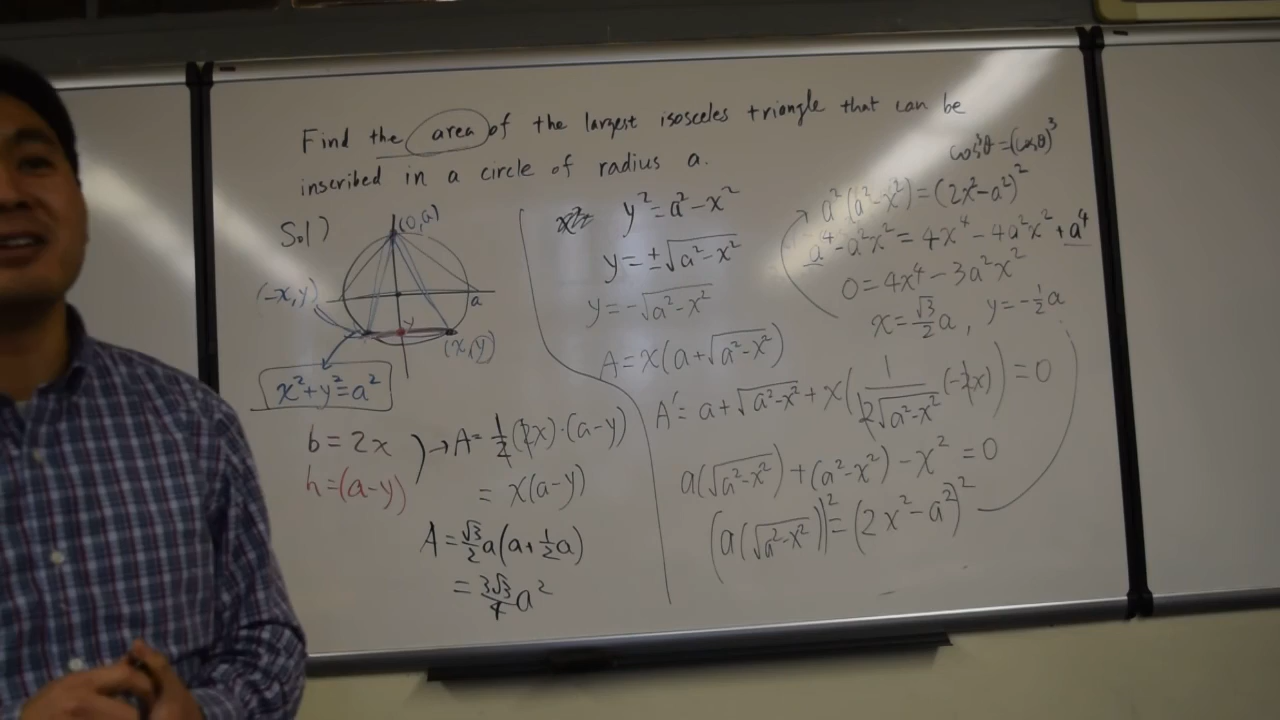 Find the area of the largest isosceles triangle that can be
inscribed in a circle of radius a.
Sol)
(0,a)
(-x,y)
a
y
(x,y)
x²+y²=a²
b=2x
h=(a-y)
→A=½(2x)·(a-y)
=x(a-y)
A=√3/2 a(a+½a)
=3√3/4 a²
y²=a²-x²
y=±√(a²-x²)
y=-√(a²-x²)
A=x(a+√(a²-x²))
A'=a+√(a²-x²)+x(1/(2√(a²-x²))(-2x))=0
a(√(a²-x²))+(a²-x²)-x²=0
(a(√(a²-x²)))²=(2x²-a²)²
cos³θ=(cosθ)³
a²(a²-x²)=(2x²-a²)²
a⁴-a²x²=4x⁴-4a²x²+a⁴
0=4x⁴-3a²x²
x=√3/2 a, y=-½a